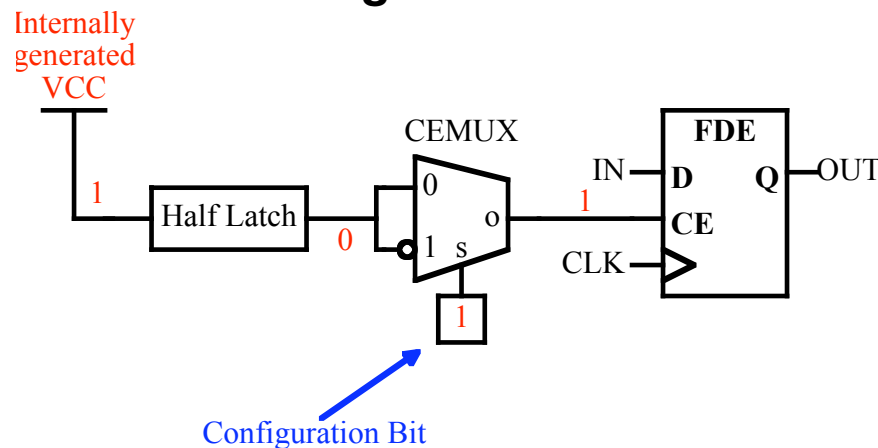 Internally
generated
VCC
CEMUX
FDE
IN
D
Q
OUT
1
Half Latch
0
0
1
s
o
1
CE
CLK
1
Configuration Bit